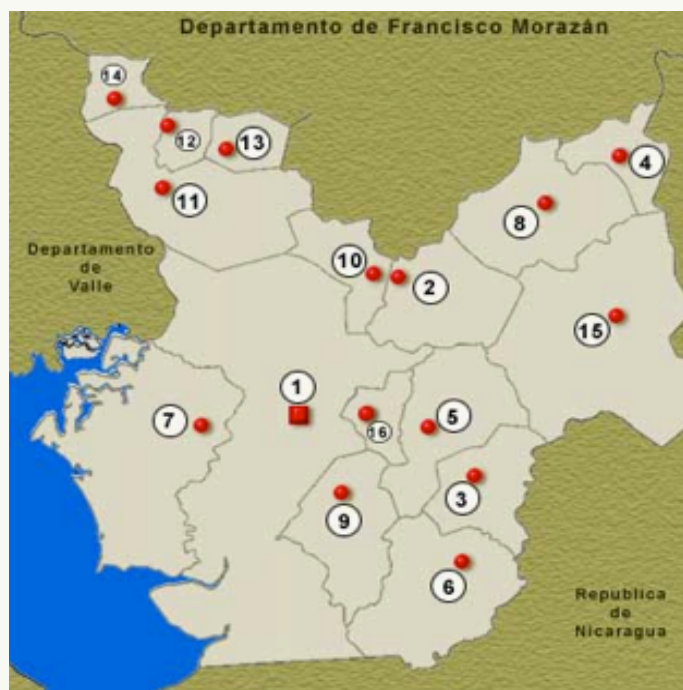 Departamento de Francisco Morazán
14
12
13
4
11
8
Departamento
de
Valle
10
2
15
1
7
16
5
3
9
6
Republica
de
Nicaragua